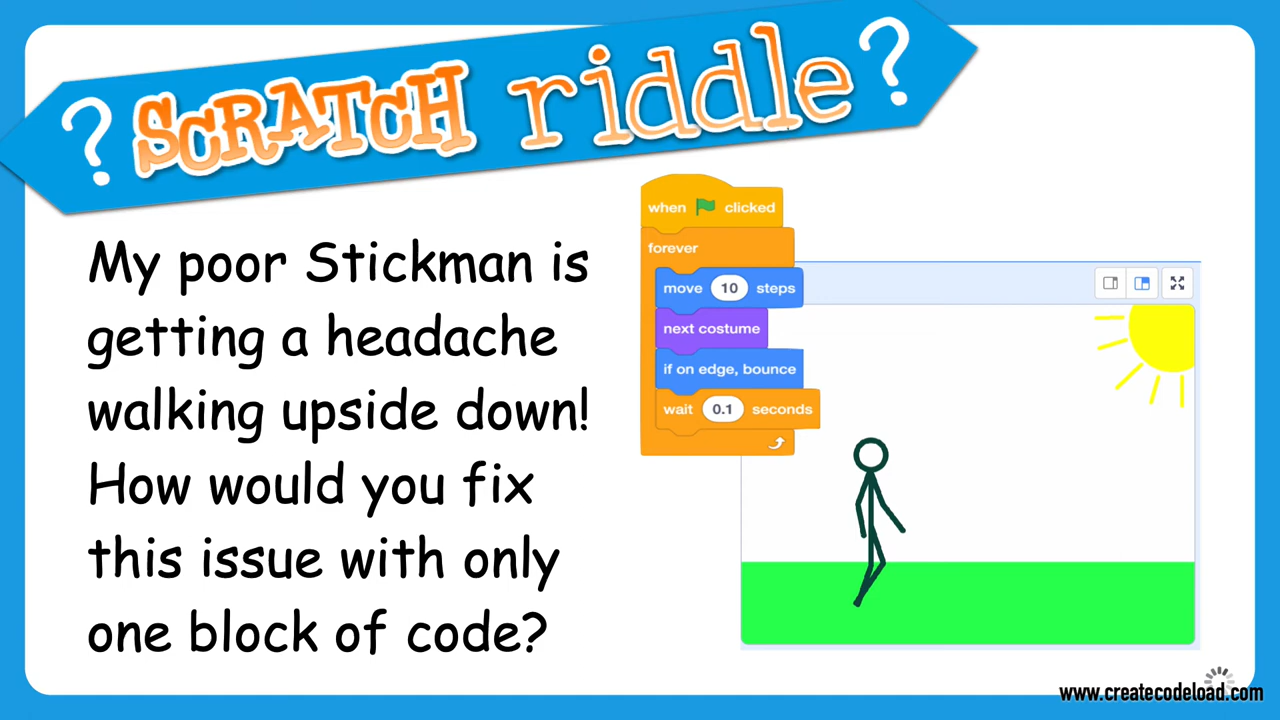 ? SCRATCH riddle ?
My poor Stickman is
getting a headache
walking upside down!
How would you fix
this issue with only
one block of code?
when clicked
forever
move 10 steps
next costume
if on edge, bounce
wait 0.1 seconds
www.createcodeload.com